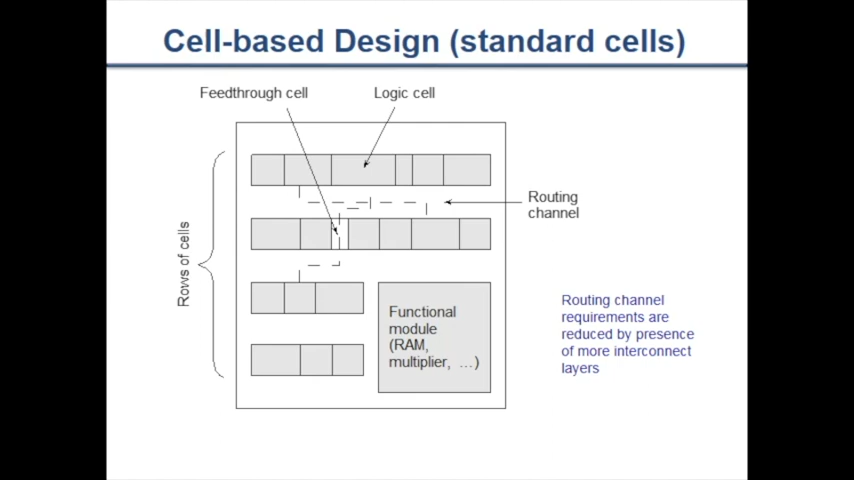 Cell-based Design (standard cells)
Feedthrough cell
Logic cell
Routing
channel
Rows of cells
Functional
module
(RAM,
multiplier, …)
Routing channel
requirements are
reduced by presence
of more interconnect
layers